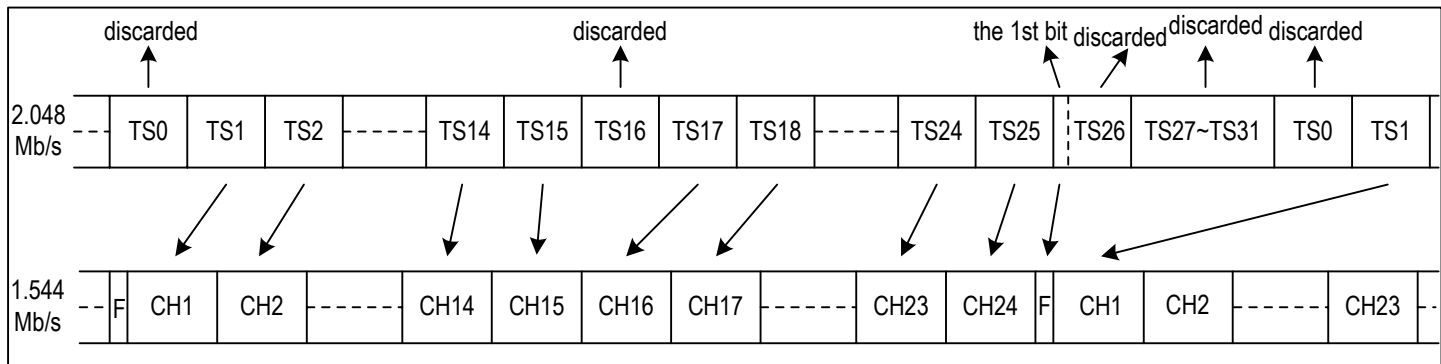 discarded discarded the 1st bit discarded discarded discarded
2.048 Mb/s TS0 TS1 TS2 TS14 TS15 TS16 TS17 TS18 TS24 TS25 TS26 TS27~TS31 TS0 TS1
1.544 Mb/s F CH1 CH2 CH14 CH15 CH16 CH17 CH23 CH24 F CH1 CH2 CH23